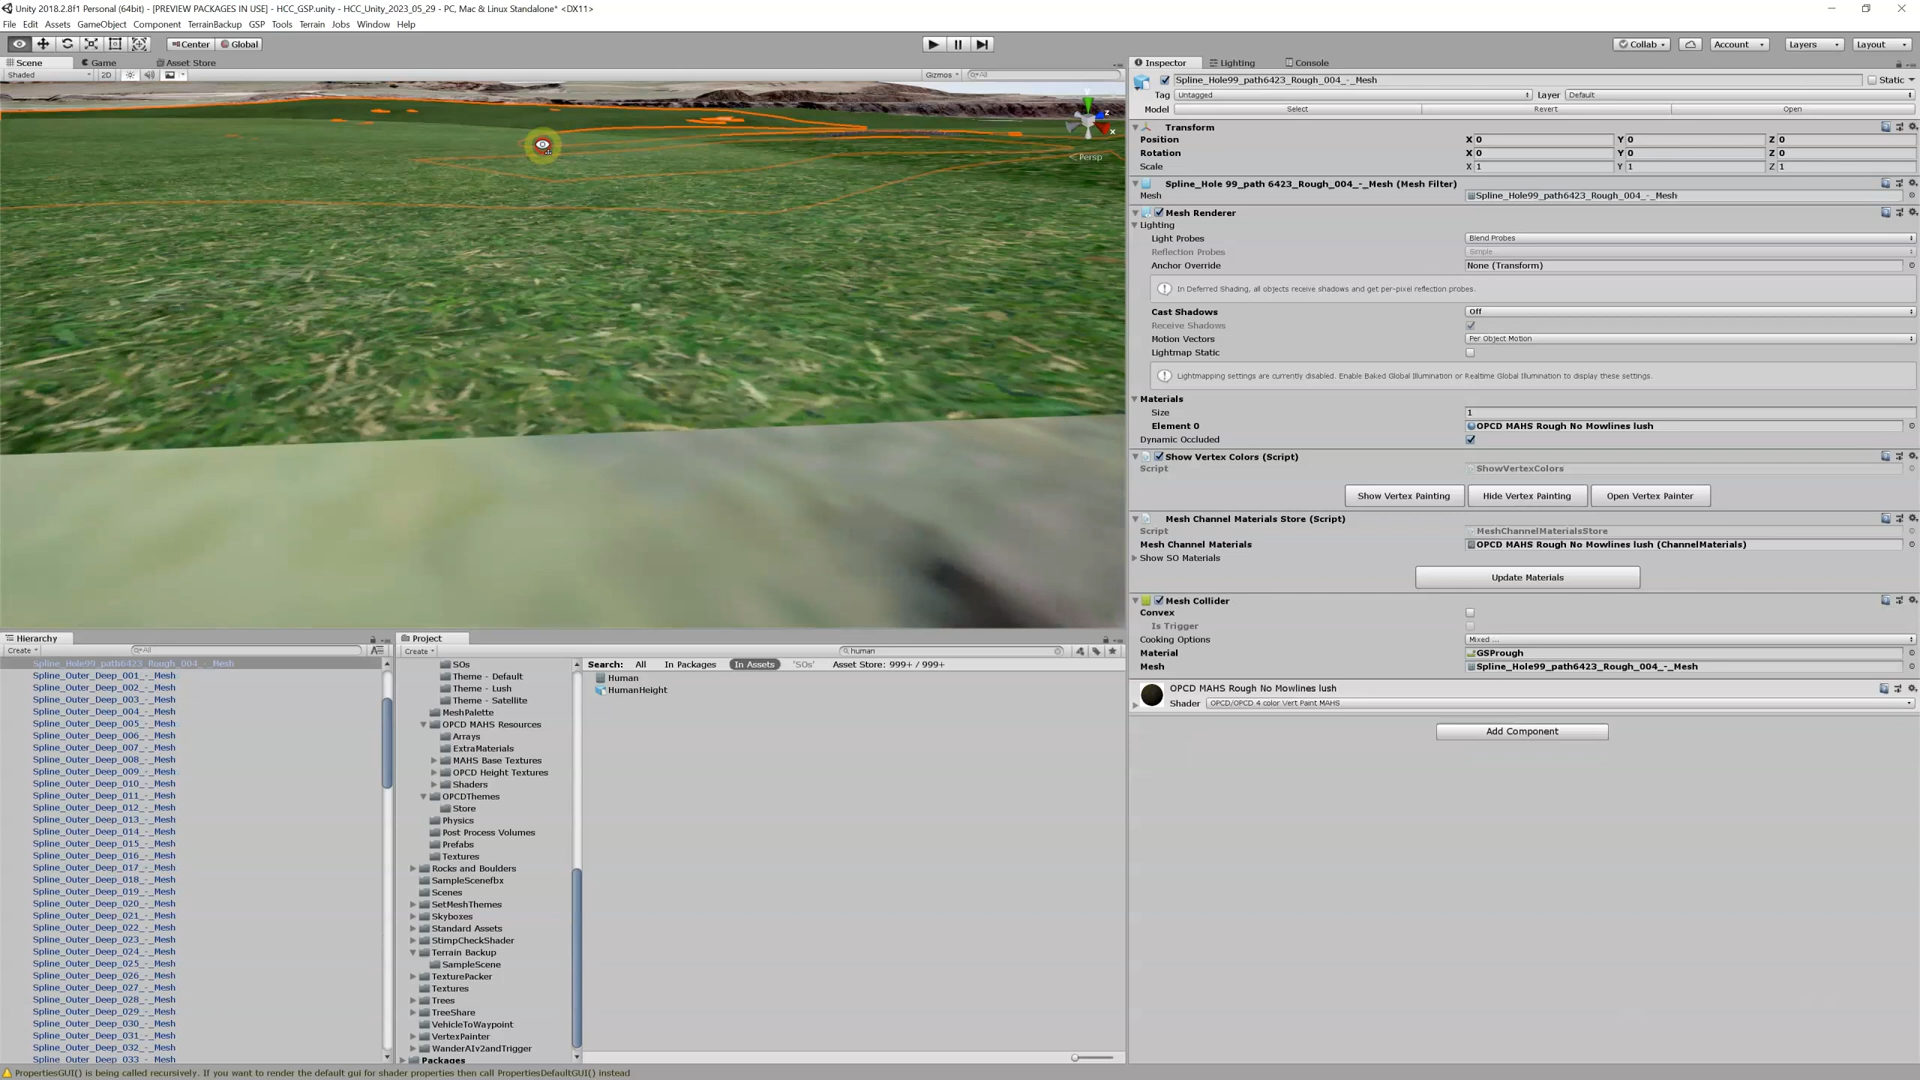 Unity 2018.2.8f1 Personal (64bit) - [PREVIEW PACKAGES IN USE] - HCC_GSP.unity - HCC_Unity_2023_05_29 - PC, Mac & Linux Standalone* <DX11>
File Edit Assets GameObject Component TerrainBackup GSP Tools Terrain Jobs Window Help
Center Global Collab Account Layers Layout
Scene Game Asset Store
Shaded 2D Gizmos All
Persp
Inspector Lighting Console
Spline_Hole99_path6423_Rough_004_-_Mesh Static
Tag Untagged Layer Default
Model Select Revert Open
Transform
Position X 0 Y 0 Z 0
Rotation X 0 Y 0 Z 0
Scale X 1 Y 1 Z 1
Spline_Hole 99_path 6423_Rough_004_-_Mesh (Mesh Filter)
Mesh Spline_Hole99_path6423_Rough_004_-_Mesh
Mesh Renderer
Lighting
Light Probes Blend Probes
Reflection Probes Simple
Anchor Override None (Transform)
In Deferred Shading, all objects receive shadows and get per-pixel reflection probes.
Cast Shadows Off
Receive Shadows
Motion Vectors Per Object Motion
Lightmap Static
Lightmapping settings are currently disabled. Enable Baked Global Illumination or Realtime Global Illumination to display these settings.
Materials
Size 1
Element 0 OPCD MAHS Rough No Mowlines lush
Dynamic Occluded
Show Vertex Colors (Script)
Script ShowVertexColors
Show Vertex Painting Hide Vertex Painting Open Vertex Painter
Mesh Channel Materials Store (Script)
Script MeshChannelMaterialsStore
Mesh Channel Materials OPCD MAHS Rough No Mowlines lush (ChannelMaterials)
Show SO Materials
Update Materials
Mesh Collider
Convex
Is Trigger
Cooking Options Mixed ...
Material GSPrough
Mesh Spline_Hole99_path6423_Rough_004_-_Mesh
OPCD MAHS Rough No Mowlines lush
Shader OPCD/OPCD 4 color Vert Paint MAHS
Add Component
Hierarchy
Create All
Spline_Hole99_path6423_Rough_004_-_Mesh
Spline_Outer_Deep_001_-_Mesh
Spline_Outer_Deep_002_-_Mesh
Spline_Outer_Deep_003_-_Mesh
Spline_Outer_Deep_004_-_Mesh
Spline_Outer_Deep_005_-_Mesh
Spline_Outer_Deep_006_-_Mesh
Spline_Outer_Deep_007_-_Mesh
Spline_Outer_Deep_008_-_Mesh
Spline_Outer_Deep_009_-_Mesh
Spline_Outer_Deep_010_-_Mesh
Spline_Outer_Deep_011_-_Mesh
Spline_Outer_Deep_012_-_Mesh
Spline_Outer_Deep_013_-_Mesh
Spline_Outer_Deep_014_-_Mesh
Spline_Outer_Deep_015_-_Mesh
Spline_Outer_Deep_016_-_Mesh
Spline_Outer_Deep_017_-_Mesh
Spline_Outer_Deep_018_-_Mesh
Spline_Outer_Deep_019_-_Mesh
Spline_Outer_Deep_020_-_Mesh
Spline_Outer_Deep_021_-_Mesh
Spline_Outer_Deep_022_-_Mesh
Spline_Outer_Deep_023_-_Mesh
Spline_Outer_Deep_024_-_Mesh
Spline_Outer_Deep_025_-_Mesh
Spline_Outer_Deep_026_-_Mesh
Spline_Outer_Deep_027_-_Mesh
Spline_Outer_Deep_028_-_Mesh
Spline_Outer_Deep_029_-_Mesh
Spline_Outer_Deep_030_-_Mesh
Spline_Outer_Deep_031_-_Mesh
Spline_Outer_Deep_032_-_Mesh
Spline_Outer_Deep_033_-_Mesh
Project
Create human
SOs
Theme - Default
Theme - Lush
Theme - Satellite
MeshPalette
OPCD MAHS Resources
Arrays
ExtraMaterials
MAHS Base Textures
OPCD Height Textures
Shaders
OPCDThemes
Store
Physics
Post Process Volumes
Prefabs
Textures
Rocks and Boulders
SampleScenefbx
Scenes
SetMeshThemes
Skyboxes
Standard Assets
StimpCheckShader
Terrain Backup
SampleScene
TexturePacker
Textures
Trees
TreeShare
VehicleToWaypoint
VertexPainter
WanderAIv2andTrigger
Packages
Search: All In Packages In Assets 'SOs' Asset Store: 999+ / 999+
Human
HumanHeight
PropertiesGUI() is being called recursively. If you want to render the default gui for shader properties then call PropertiesDefaultGUI() instead